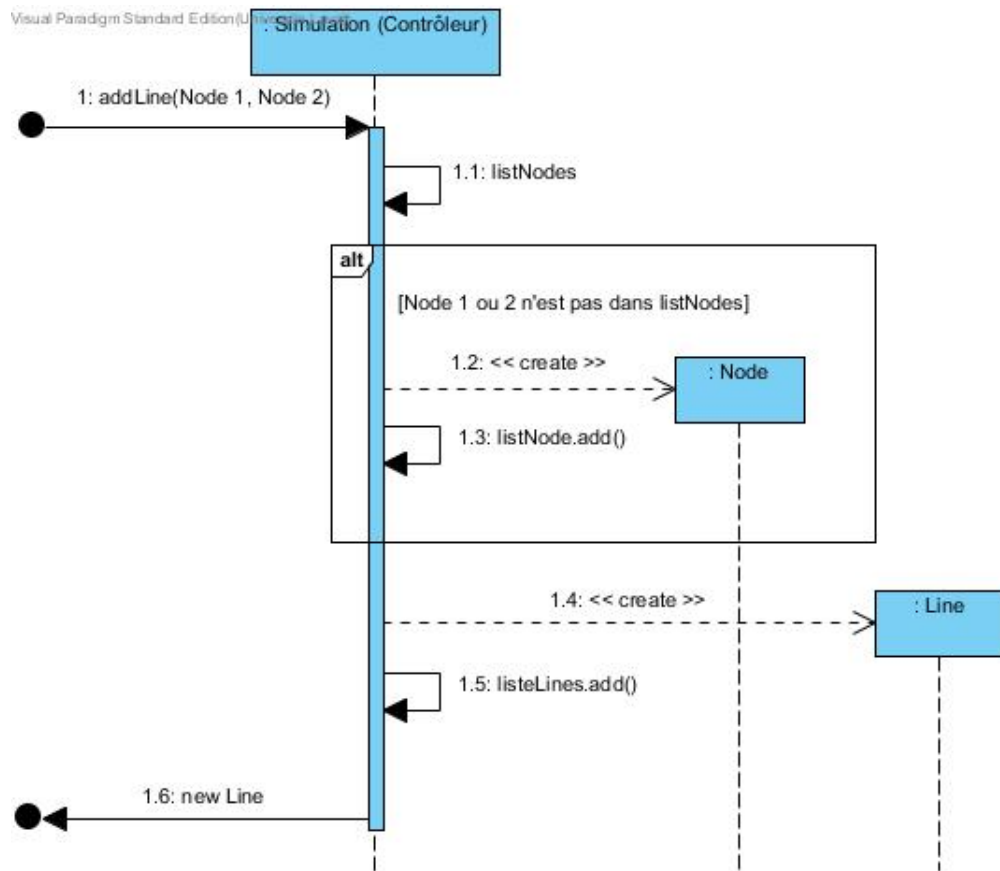 Visual Paradigm Standard Edition(Universite Laval)
: Simulation (Contrôleur)
1: addLine(Node 1, Node 2)
1.1: listNodes
alt
[Node 1 ou 2 n'est pas dans listNodes]
1.2: << create >>
: Node
1.3: listNode.add()
1.4: << create >>
: Line
1.5: listeLines.add()
1.6: new Line